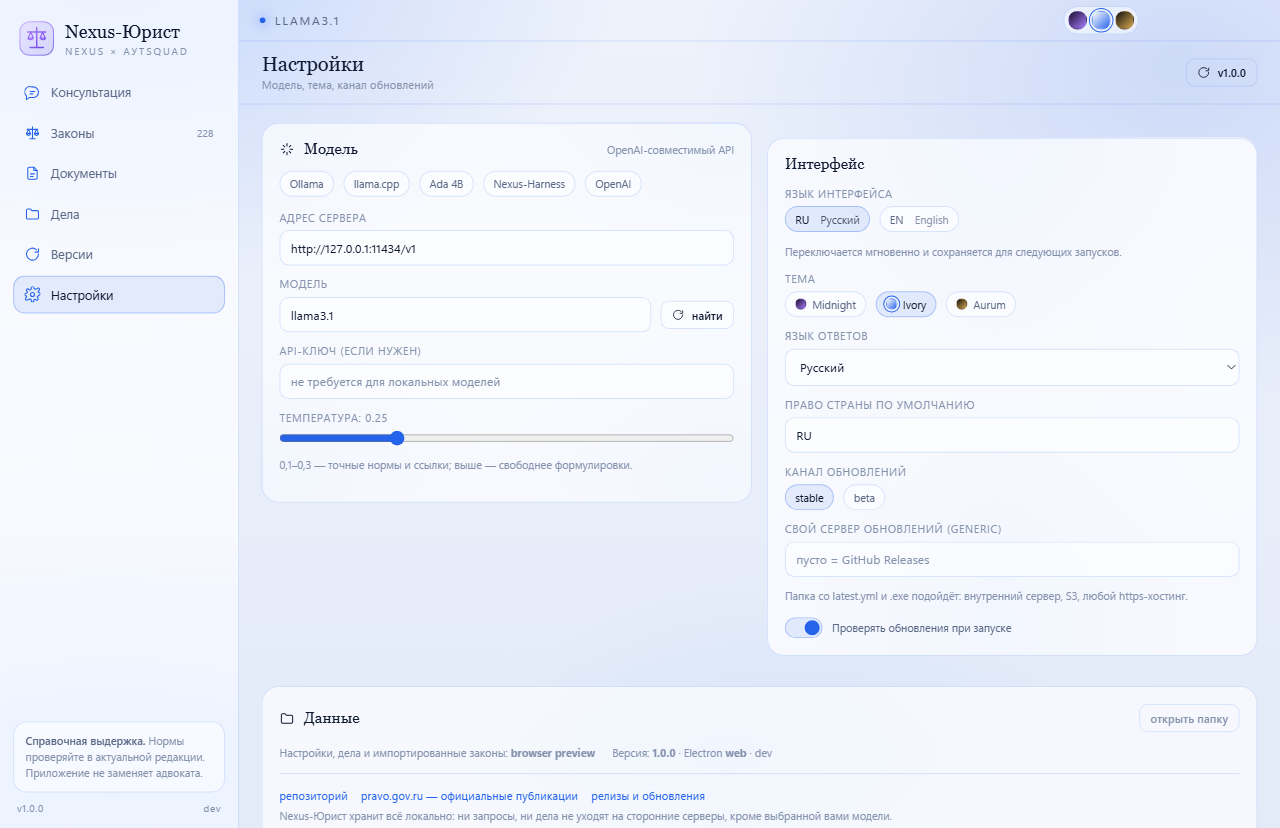 Nexus-Юрист
NEXUS × AYTSQUAD
Консультация
Законы 228
Документы
Дела
Версии
Настройки
Справочная выдержка. Нормы
проверяйте в актуальной редакции.
Приложение не заменяет адвоката.
v1.0.0 dev
LLAMA3.1
Настройки
Модель, тема, канал обновлений
v1.0.0
Модель
OpenAI-совместимый API
Ollama llama.cpp Ada 4B Nexus-Harness OpenAI
АДРЕС СЕРВЕРА
http://127.0.0.1:11434/v1
МОДЕЛЬ
llama3.1 найти
API-КЛЮЧ (ЕСЛИ НУЖЕН)
не требуется для локальных моделей
ТЕМПЕРАТУРА: 0.25
0,1–0,3 — точные нормы и ссылки; выше — свободнее формулировки.
Интерфейс
ЯЗЫК ИНТЕРФЕЙСА
RU Русский EN English
Переключается мгновенно и сохраняется для следующих запусков.
ТЕМА
Midnight Ivory Aurum
ЯЗЫК ОТВЕТОВ
Русский
ПРАВО СТРАНЫ ПО УМОЛЧАНИЮ
RU
КАНАЛ ОБНОВЛЕНИЙ
stable beta
СВОЙ СЕРВЕР ОБНОВЛЕНИЙ (GENERIC)
пусто = GitHub Releases
Папка со latest.yml и .exe подойдёт: внутренний сервер, S3, любой https-хостинг.
Проверять обновления при запуске
Данные
открыть папку
Настройки, дела и импортированные законы: browser preview Версия: 1.0.0 · Electron web · dev
репозиторий pravo.gov.ru — официальные публикации релизы и обновления
Nexus-Юрист хранит всё локально: ни запросы, ни дела не уходят на сторонние серверы, кроме выбранной вами модели.